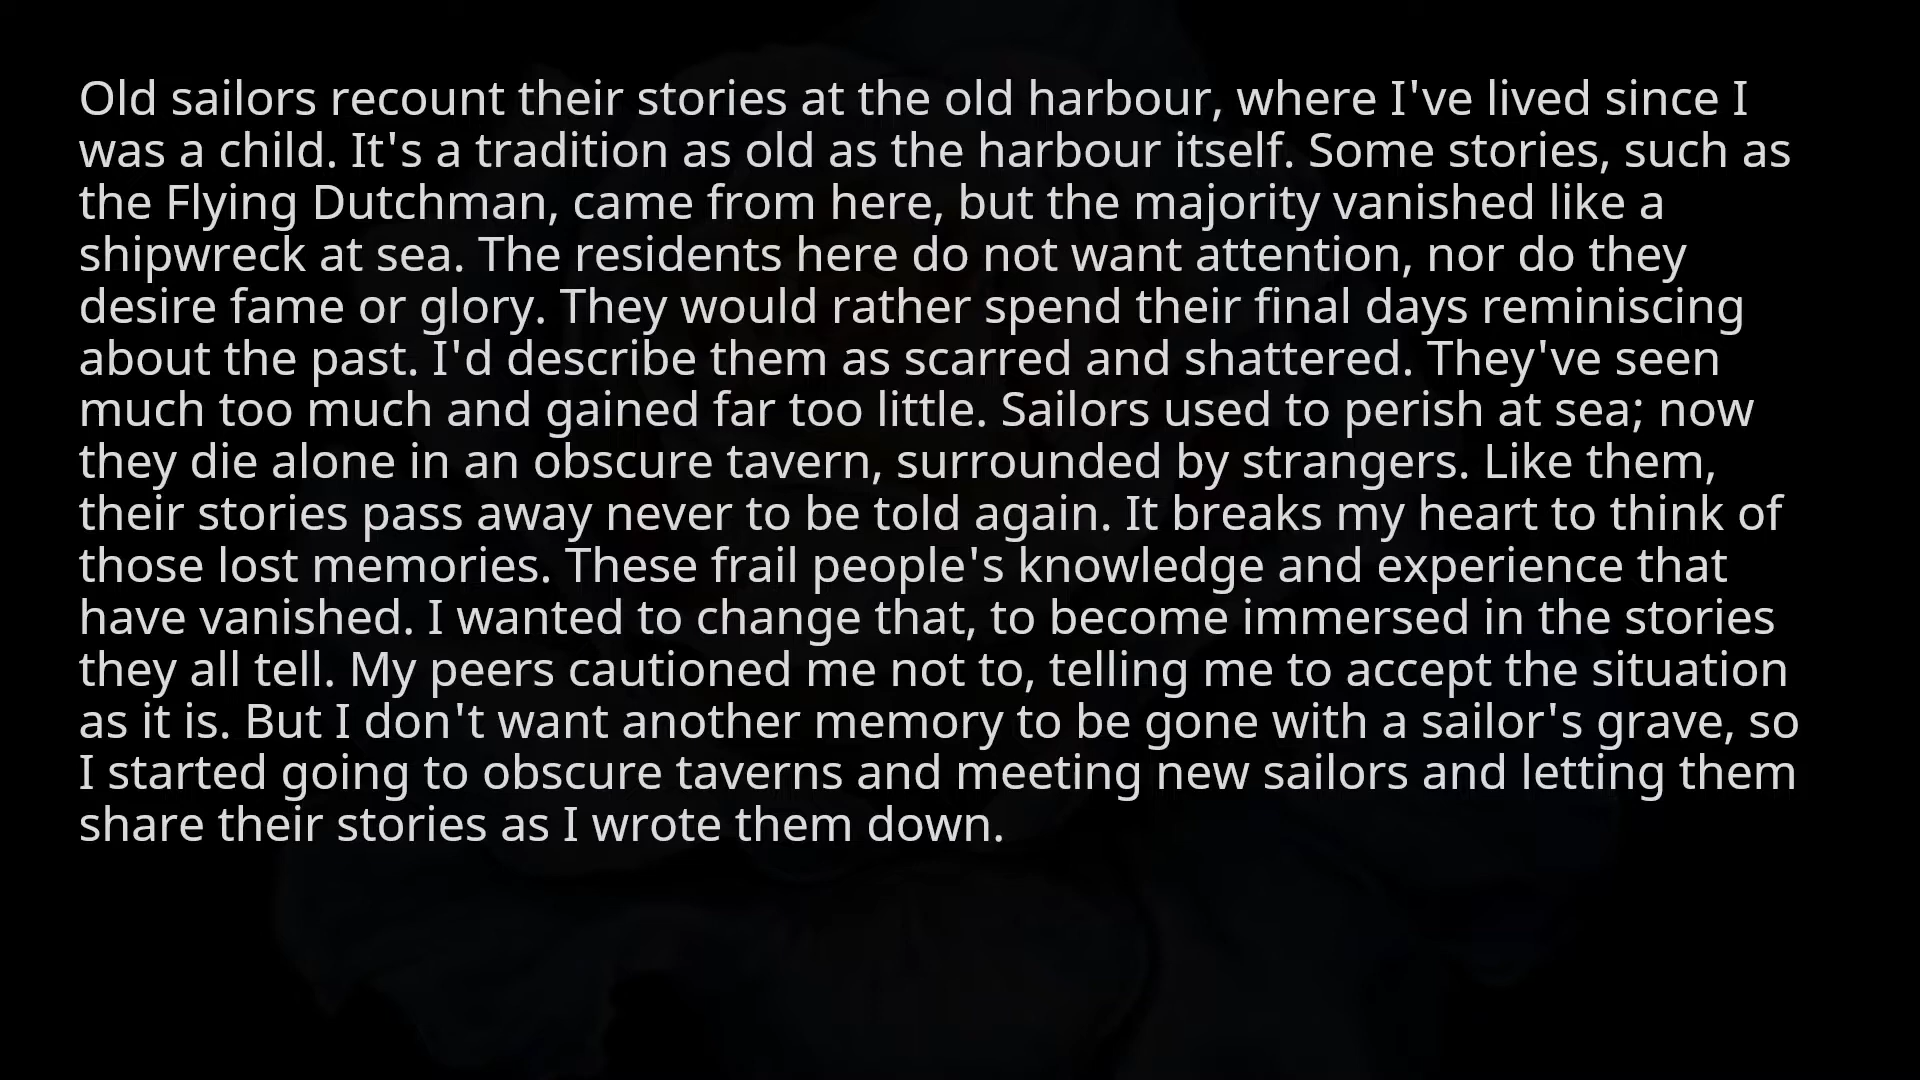 Old sailors recount their stories at the old harbour, where I've lived since I
was a child. It's a tradition as old as the harbour itself. Some stories, such as
the Flying Dutchman, came from here, but the majority vanished like a
shipwreck at sea. The residents here do not want attention, nor do they
desire fame or glory. They would rather spend their final days reminiscing
about the past. I'd describe them as scarred and shattered. They've seen
much too much and gained far too little. Sailors used to perish at sea; now
they die alone in an obscure tavern, surrounded by strangers. Like them,
their stories pass away never to be told again. It breaks my heart to think of
those lost memories. These frail people's knowledge and experience that
have vanished. I wanted to change that, to become immersed in the stories
they all tell. My peers cautioned me not to, telling me to accept the situation
as it is. But I don't want another memory to be gone with a sailor's grave, so
I started going to obscure taverns and meeting new sailors and letting them
share their stories as I wrote them down.